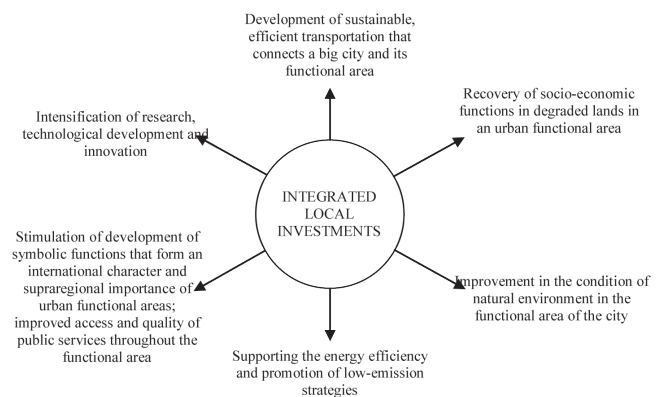 Development of sustainable,
efficient transportation that
connects a big city and its
functional area
Recovery of socio-economic
functions in degraded lands in
an urban functional area
Intensification of research,
technological development and
innovation
INTEGRATED
LOCAL
INVESTMENTS
Stimulation of development of
symbolic functions that form an
international character and
supraregional importance of
urban functional areas;
improved access and quality of
public services throughout the
functional area
Improvement in the condition of
natural environment in the
functional area of the city
Supporting the energy efficiency
and promotion of low-emission
strategies